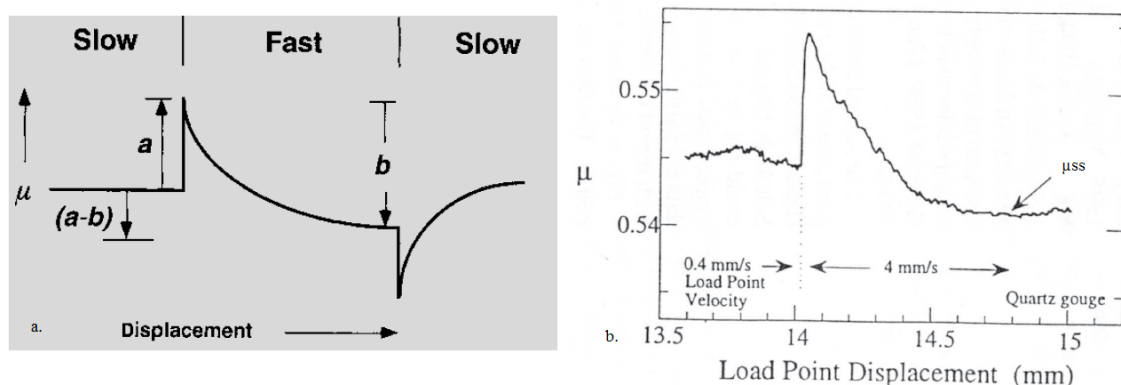 Slow Fast Slow
a
b
μ
(a-b)
a.
Displacement
0.55
μ
μss
0.54
0.4 mm/s
4 mm/s
Load Point
Velocity
Quartz gouge
b.
13.5 14 14.5 15
Load Point Displacement (mm)